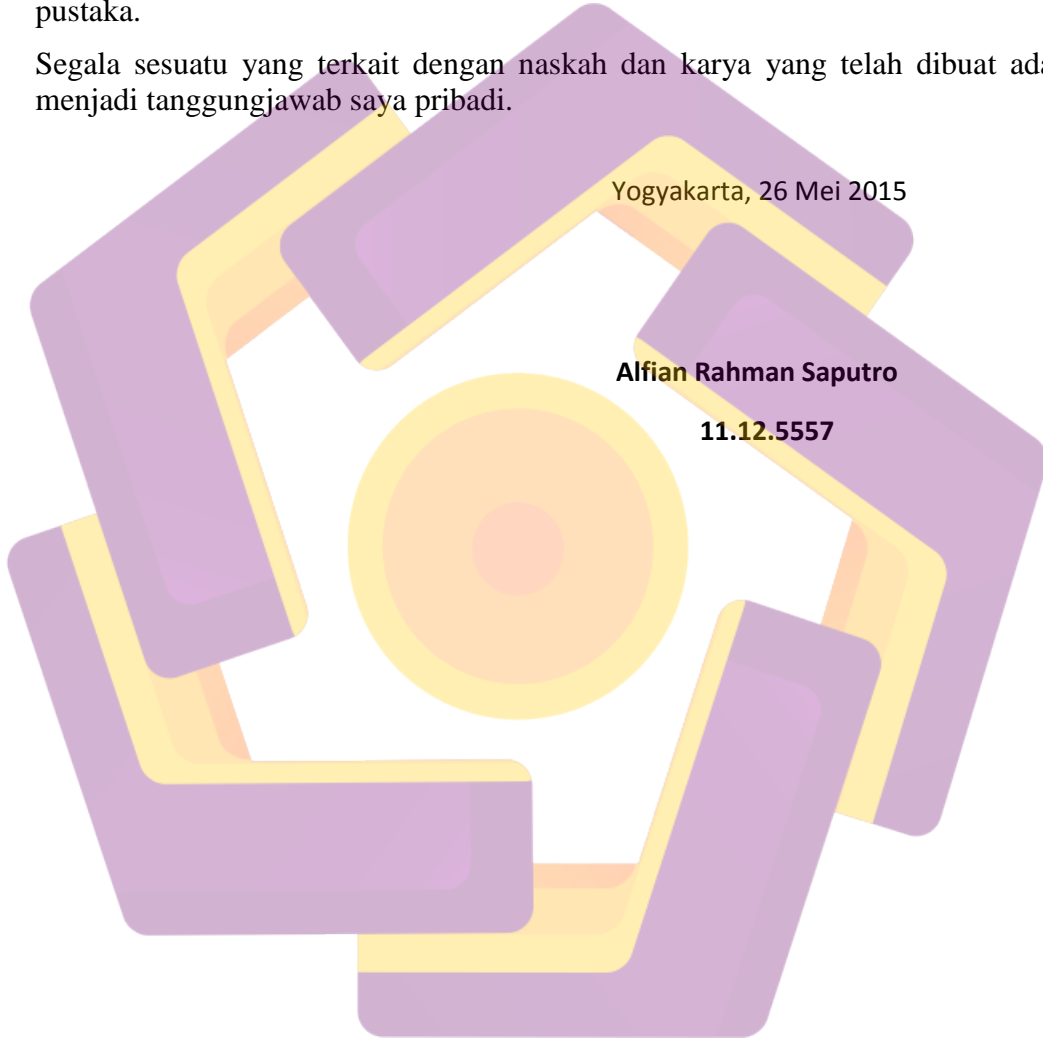 pustaka.
Segala sesuatu yang terkait dengan naskah dan karya yang telah dibuat
menjadi tanggungjawab saya pribadi.
Yogyakarta, 26 Mei 2015
Alfian Rahman Saputro
11.12.5557